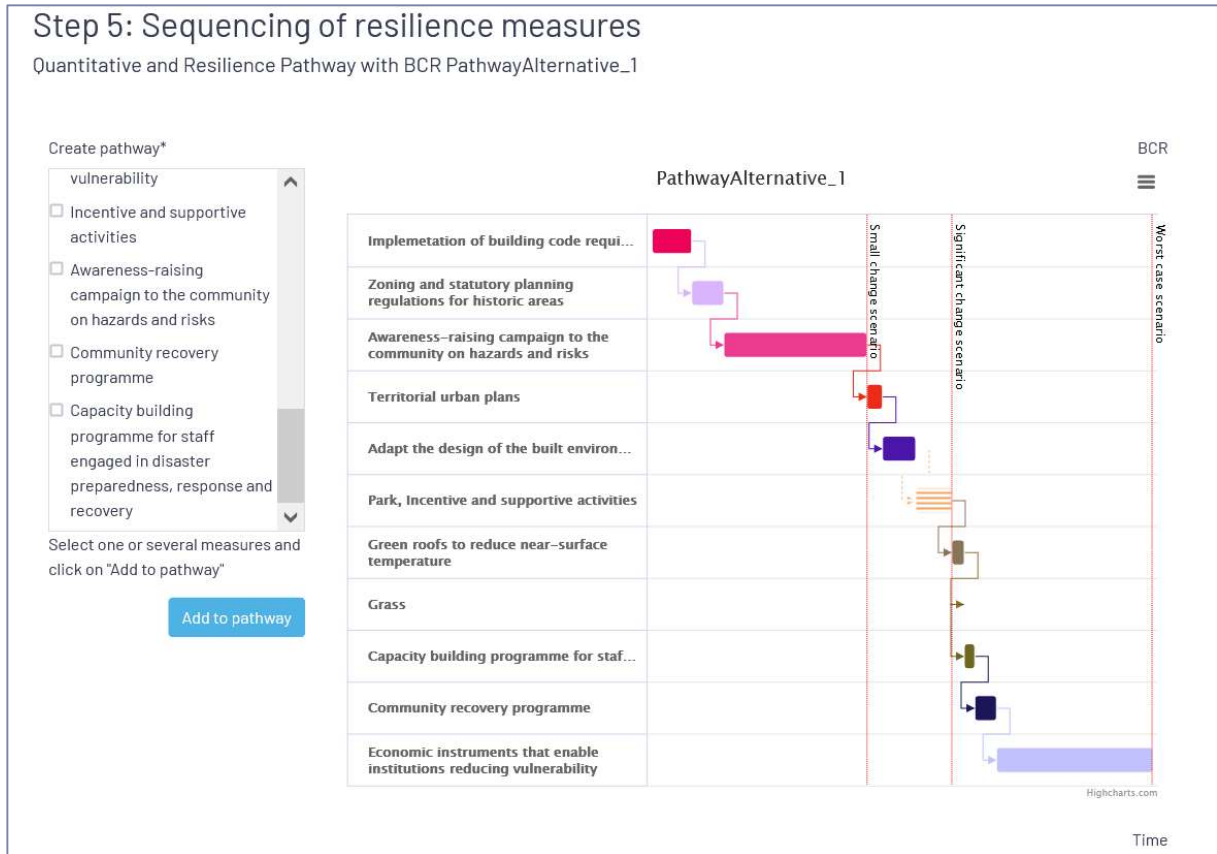 Step 5: Sequencing of resilience measures
Quantitative and Resilience Pathway with BCR PathwayAlternative_1
Create pathway*
vulnerability
Incentive and supportive
activities
Awareness-raising
campaign to the community
on hazards and risks
Community recovery
programme
Capacity building
programme for staff
engaged in disaster
preparedness, response and
recovery
Select one or several measures and
click on "Add to pathway"
Add to pathway
BCR
PathwayAlternative_1
Small change scenario
Significant change scenario
Worst case scenario
Implemetation of building code requi...
Zoning and statutory planning
regulations for historic areas
Awareness-raising campaign to the
community on hazards and risks
Territorial urban plans
Adapt the design of the built environ...
Park, Incentive and supportive activities
Green roofs to reduce near-surface
temperature
Grass
Capacity building programme for staf...
Community recovery programme
Economic instruments that enable
institutions reducing vulnerability
Highcharts.com
Time